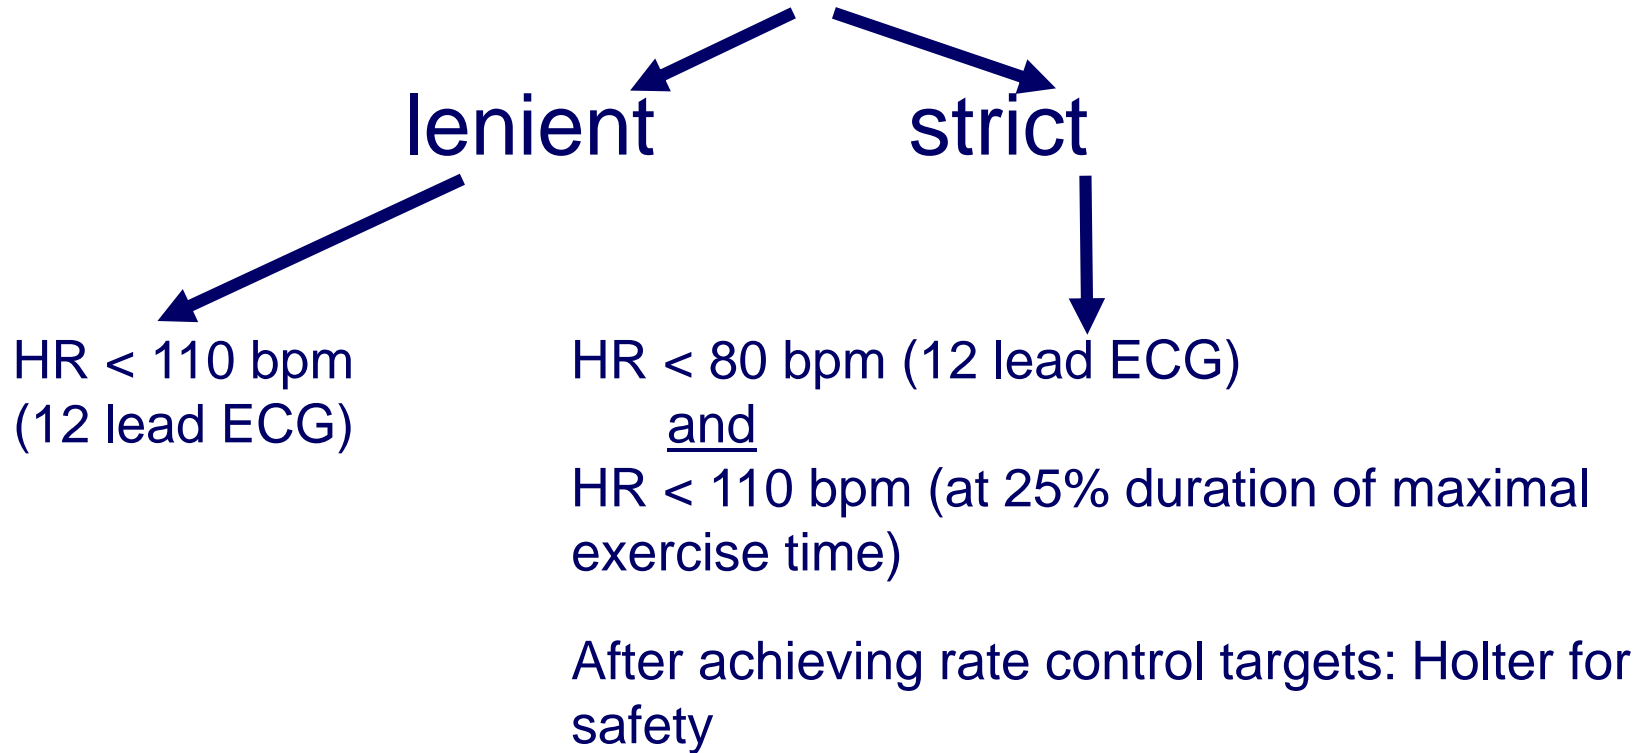 lenient strict
HR < 110 bpm
(12 lead ECG)
HR < 80 bpm (12 lead ECG)
and
HR < 110 bpm (at 25% duration of maximal
exercise time)
After achieving rate control targets: Holter for
safety